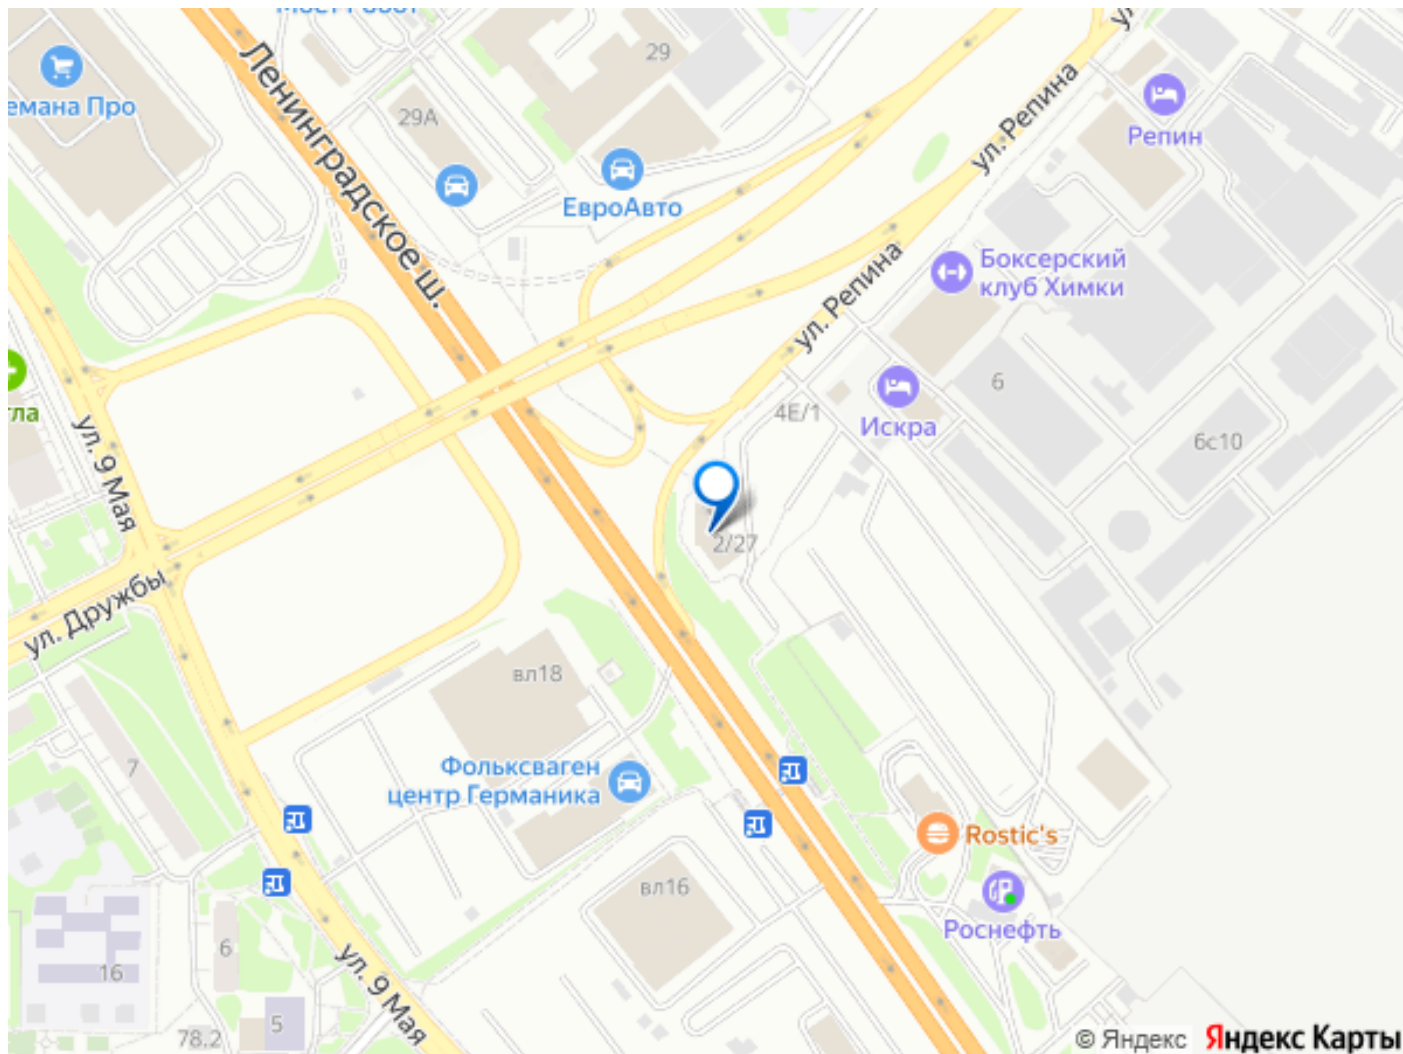 29
29А
Ленинградское ш.
емана Про
ЕвроАвто
ул. Репина
Репин
Боксерский
клуб Химки
ул. Репина
6
4Е/1
Искра
6с10
гла
ул. 9 Мая
2/27
ул. Дружбы
вл18
7
Фольксваген
центр Германика
Rostic's
вл16
Роснефть
6
16
ул. 9 Мая
5
78.2
© Яндекс
Яндекс Карты